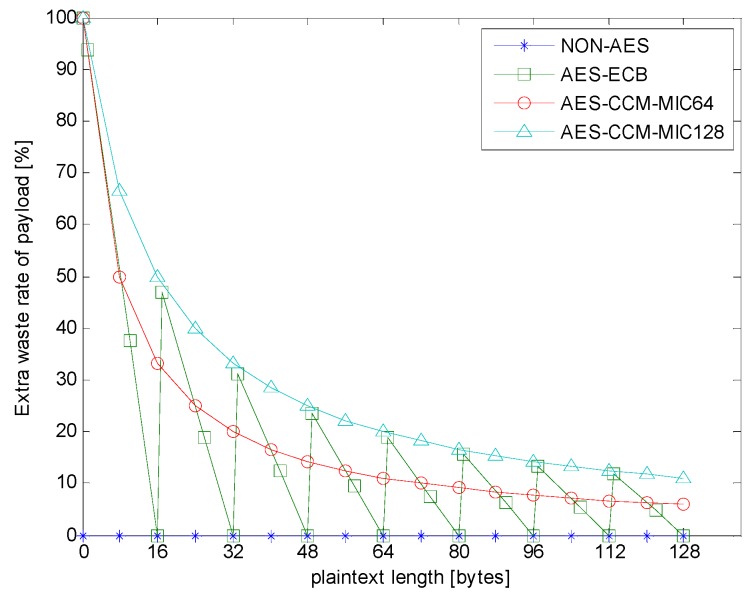 Extra waste rate of payload [%]
100
90
80
70
60
50
40
30
20
10
0
NON-AES
AES-ECB
AES-CCM-MIC64
AES-CCM-MIC128
0 16 32 48 64 80 96 112 128
plaintext length [bytes]